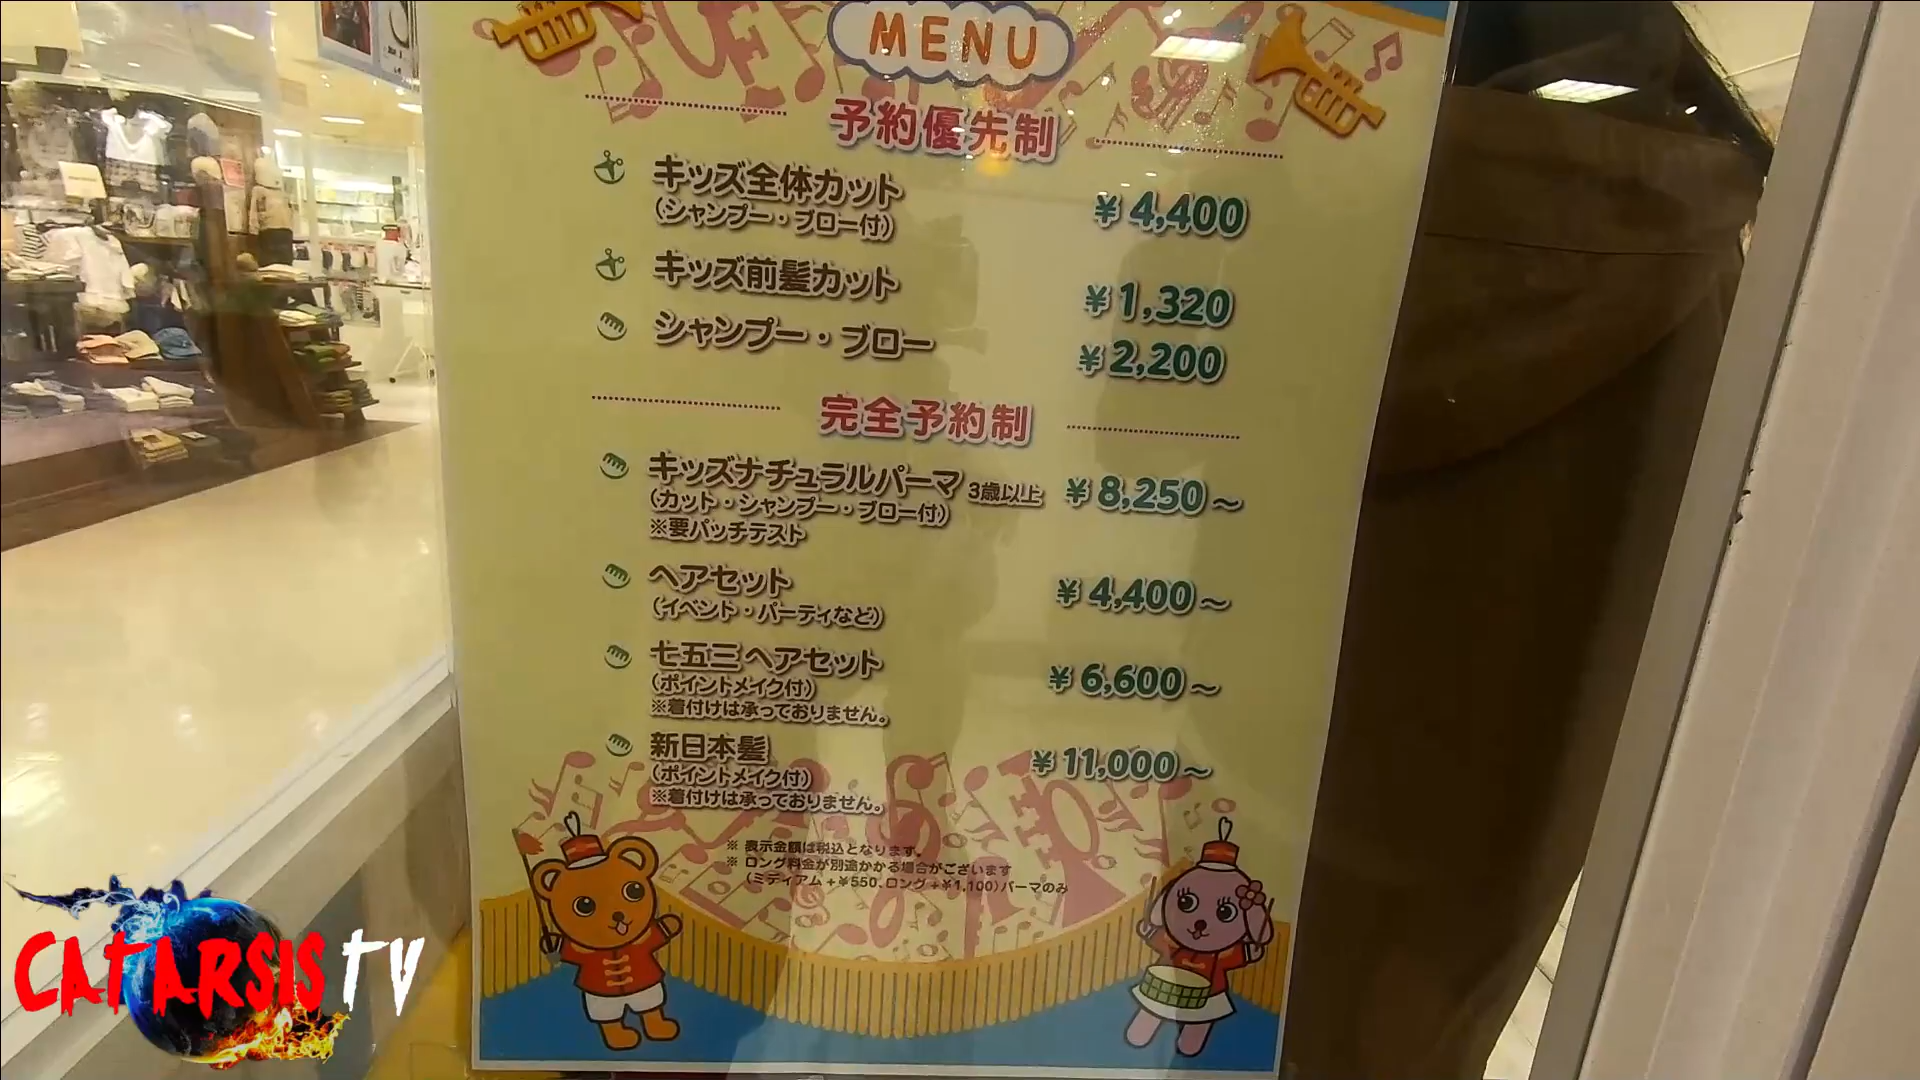 MENU
予約優先制
キッズ全体カット ¥4,400
(シャンプー・ブロー付)
キッズ前髪カット ¥1,320
シャンプー・ブロー ¥2,200
完全予約制
キッズナチュラルパーマ 3歳以上 ¥8,250～
(カット・シャンプー・ブロー付)
※要パッチテスト
ヘアセット ¥4,400～
(イベント・パーティなど)
七五三ヘアセット ¥6,600～
(ポイントメイク付)
※着付けは承っておりません。
新日本髪 ¥11,000～
(ポイントメイク付)
※着付けは承っておりません。
※ 表示金額は税込となります。
※ ロング料金が別途かかる場合がございます
(ミディアム+¥550、ロング+¥1,100)パーマのみ
CATARSIS TV